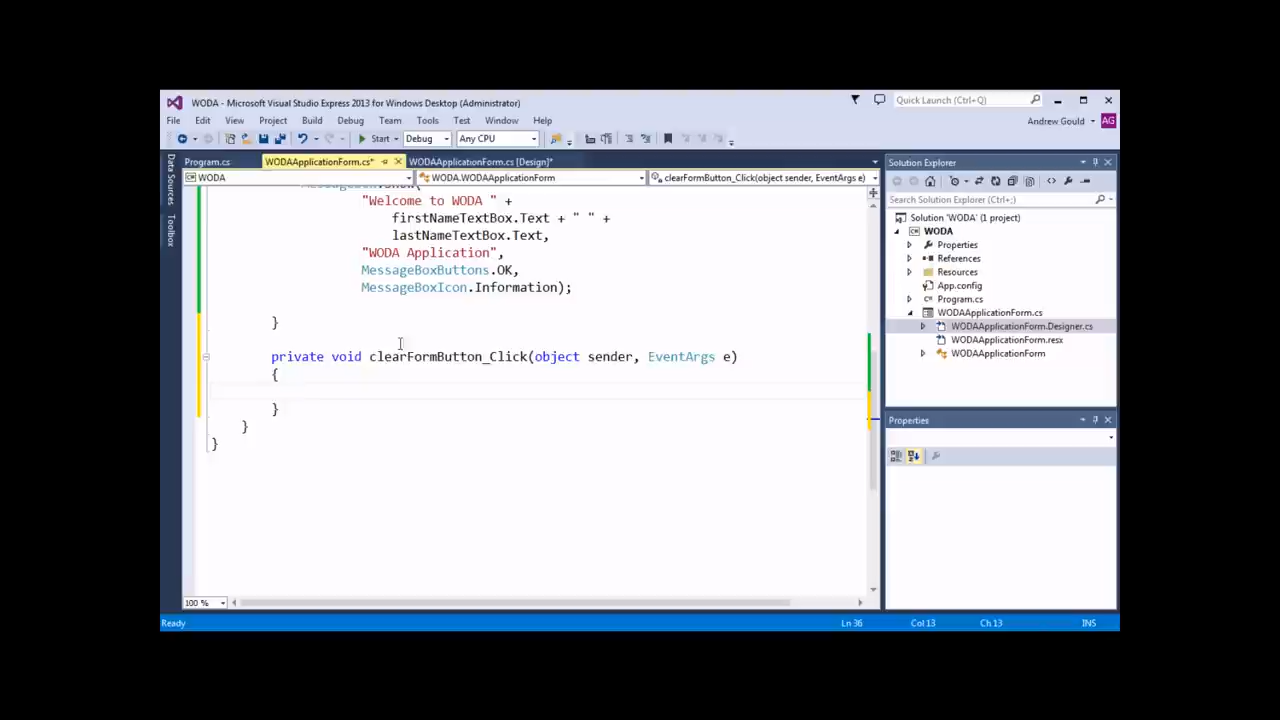 WODA - Microsoft Visual Studio Express 2013 for Windows Desktop (Administrator)
Quick Launch (Ctrl+Q)
File Edit View Project Build Debug Team Tools Test Window Help
Andrew Gould AG
Start Debug Any CPU
Program.cs WODAApplicationForm.cs* WODAApplicationForm.cs [Design]*
WODA WODA.WODAApplicationForm clearFormButton_Click(object sender, EventArgs e)
Data Sources
Toolbox
"Welcome to WODA " +
firstNameTextBox.Text + " " +
lastNameTextBox.Text,
"WODA Application",
MessageBoxButtons.OK,
MessageBoxIcon.Information);
}
private void clearFormButton_Click(object sender, EventArgs e)
{
}
}
}
100 %
Solution Explorer
Search Solution Explorer (Ctrl+;)
Solution 'WODA' (1 project)
WODA
Properties
References
Resources
App.config
Program.cs
WODAApplicationForm.cs
WODAApplicationForm.Designer.cs
WODAApplicationForm.resx
WODAApplicationForm
Properties
Ready Ln 36 Col 13 Ch 13 INS